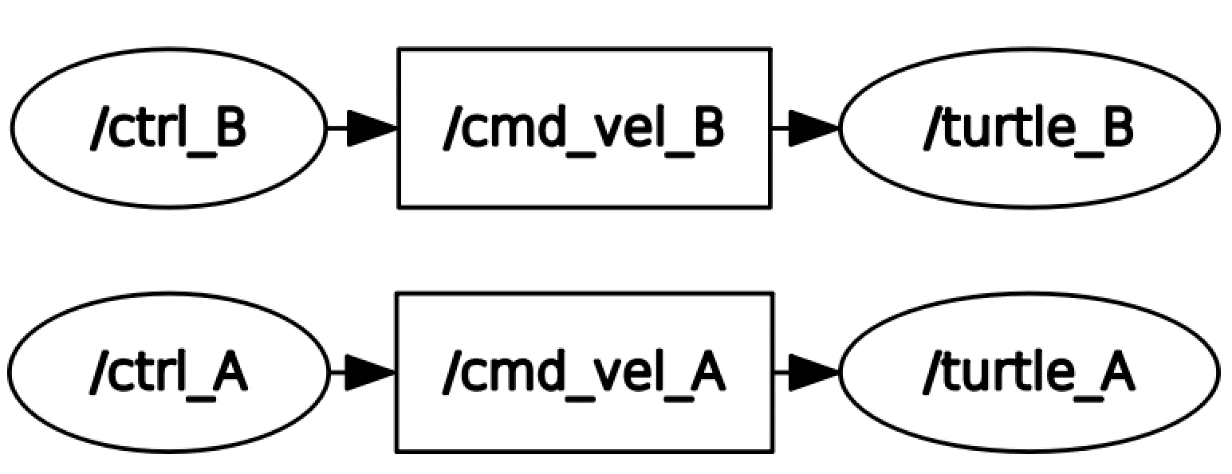 /ctrl_B /cmd_vel_B /turtle_B
/ctrl_A /cmd_vel_A /turtle_A